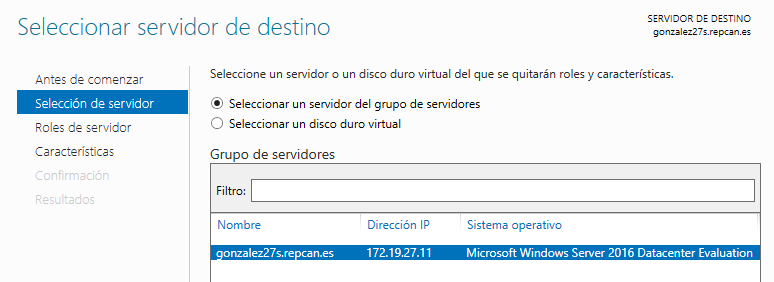 Seleccionar servidor de destino
SERVIDOR DE DESTINO
gonzalez27s.repcan.es
Antes de comenzar
Selección de servidor
Roles de servidor
Características
Confirmación
Resultados
Seleccione un servidor o un disco duro virtual del que se quitarán roles y características.
Seleccionar un servidor del grupo de servidores
Seleccionar un disco duro virtual
Grupo de servidores
Filtro:
Nombre Dirección IP Sistema operativo
gonzalez27s.repcan.es 172.19.27.11 Microsoft Windows Server 2016 Datacenter Evaluation